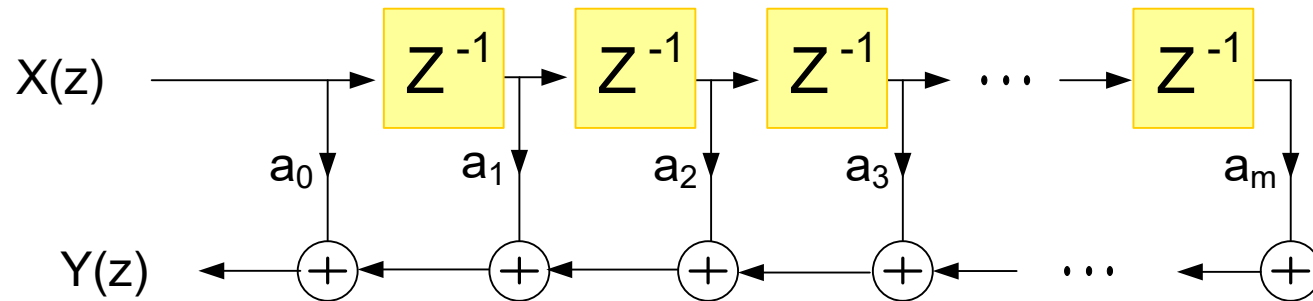 X(z) Z⁻¹ Z⁻¹ Z⁻¹ ... Z⁻¹
a₀ a₁ a₂ a₃ aₘ
Y(z) + + + + ... +